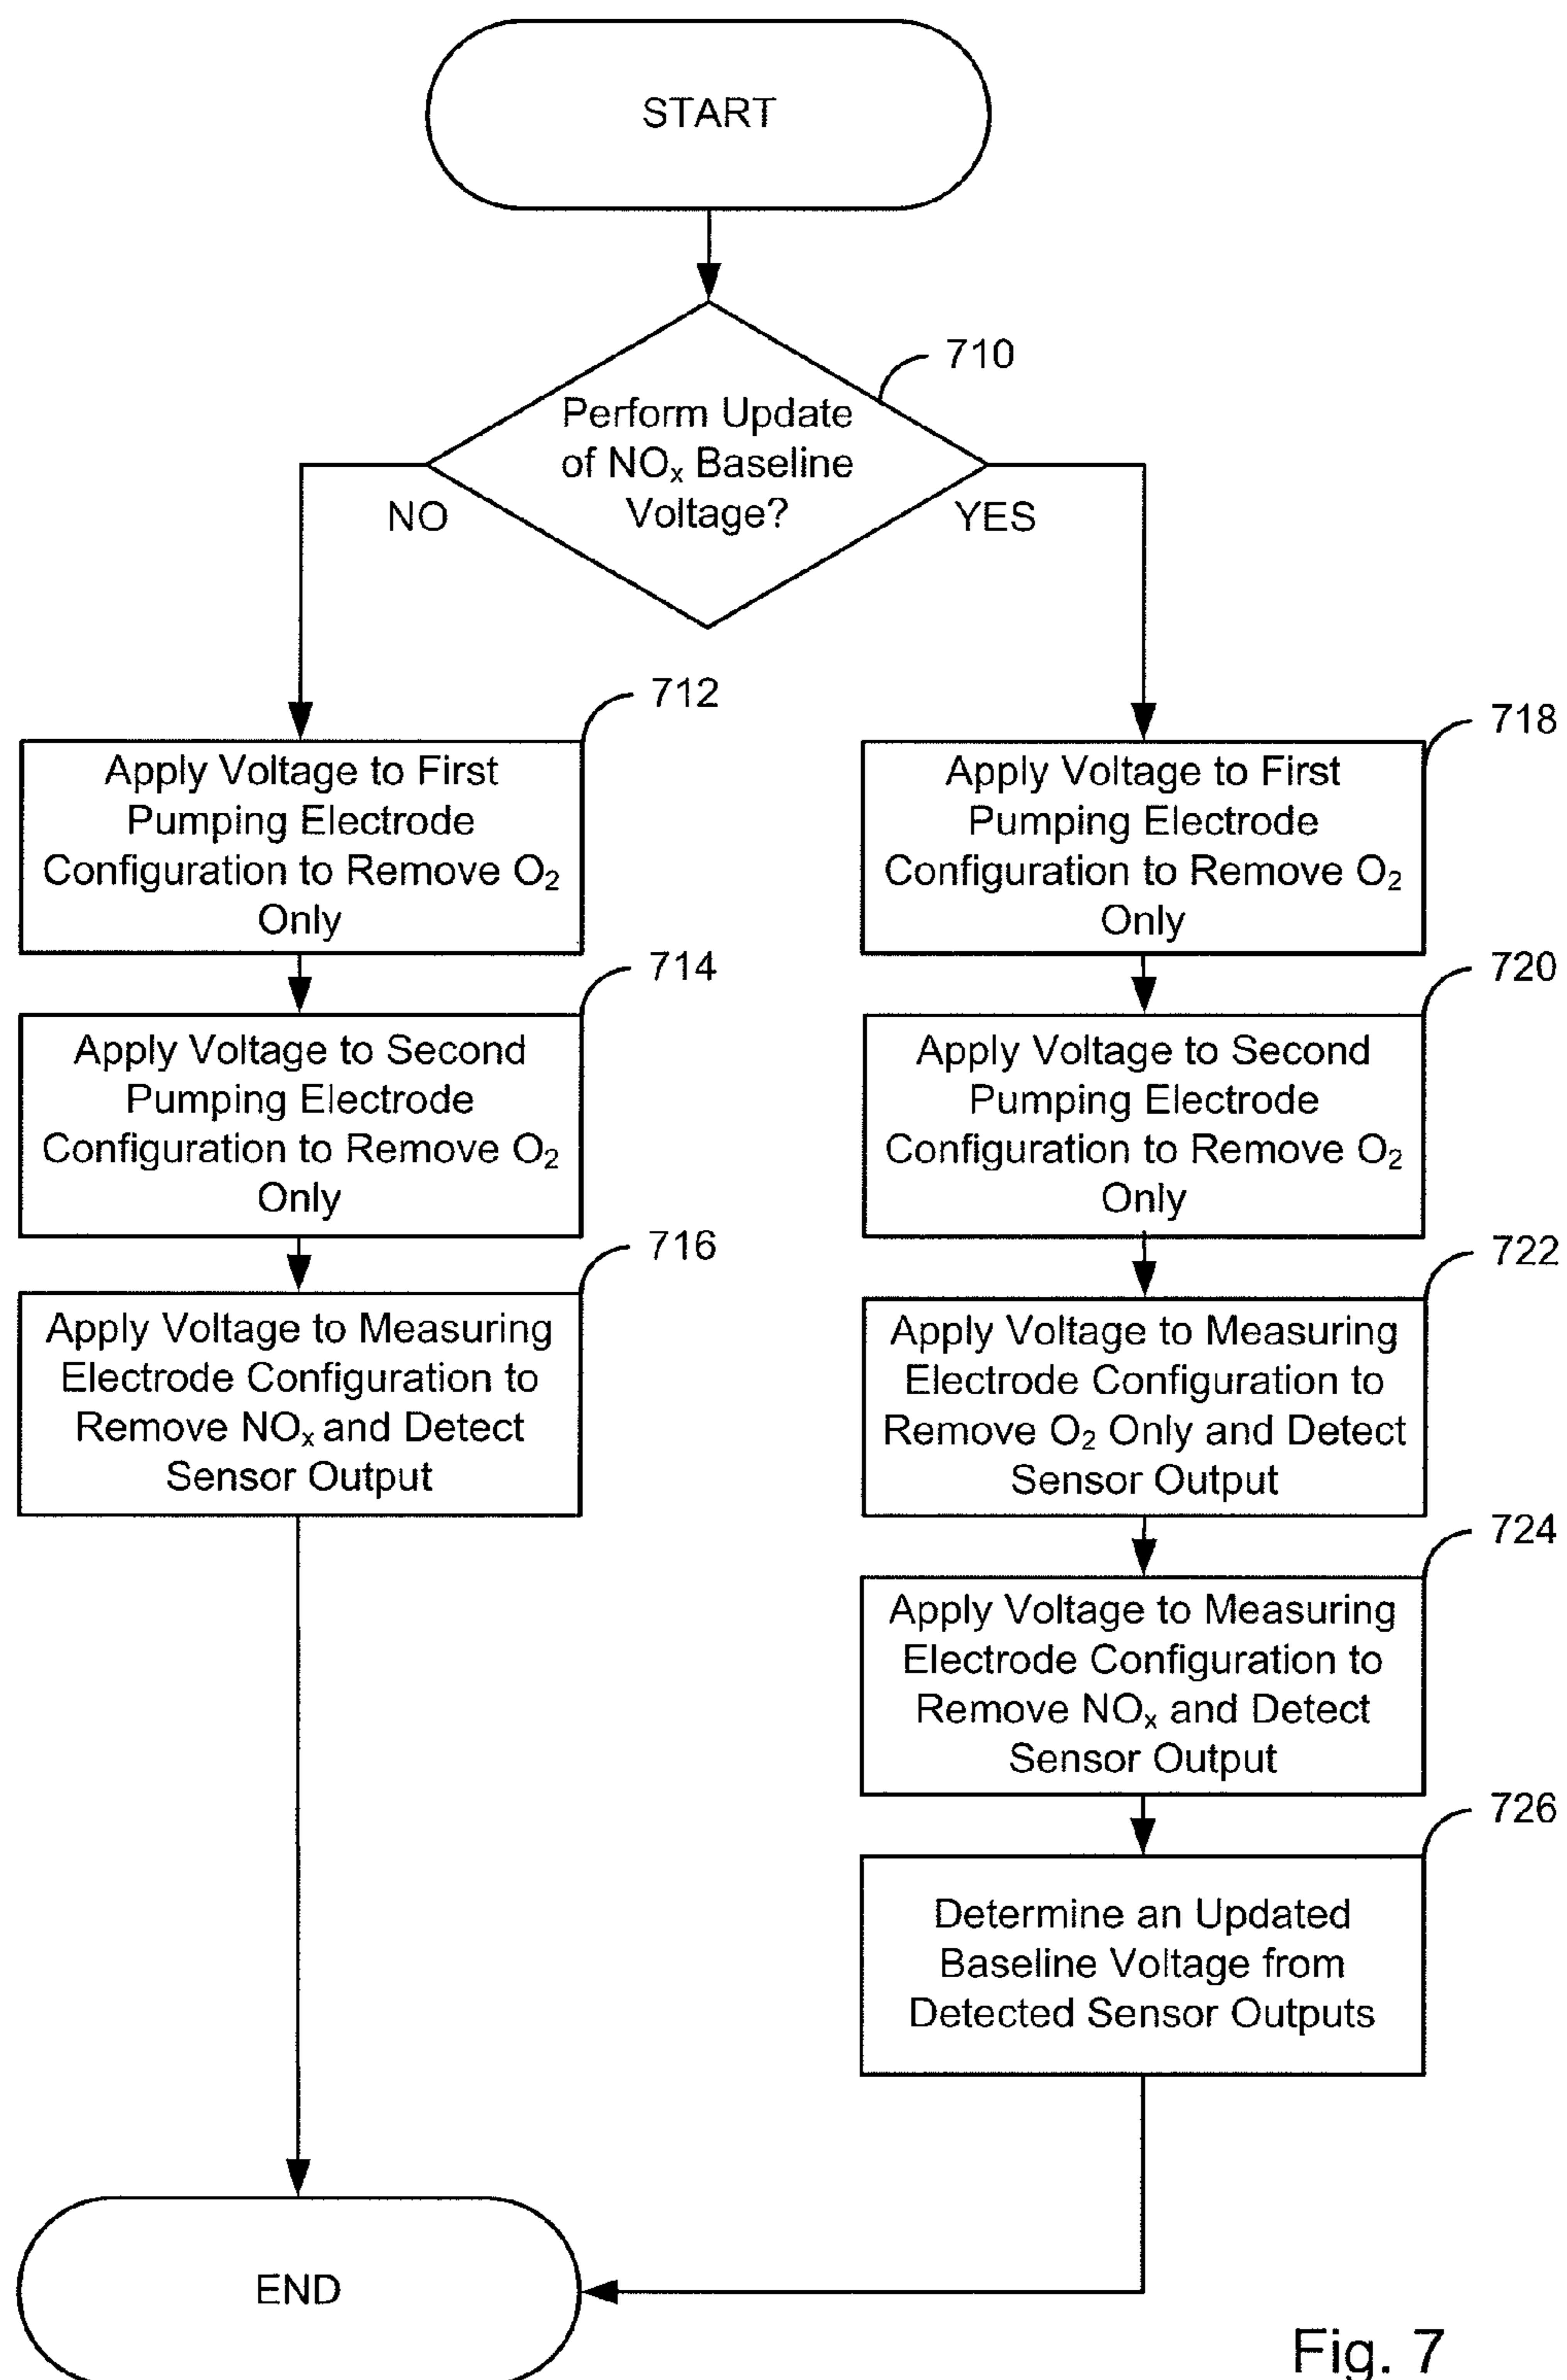 START
710
Perform Update
of NOₓ Baseline
Voltage?
NO
YES
712
Apply Voltage to First
Pumping Electrode
Configuration to Remove O₂
Only
714
Apply Voltage to Second
Pumping Electrode
Configuration to Remove O₂
Only
716
Apply Voltage to Measuring
Electrode Configuration to
Remove NOₓ and Detect
Sensor Output
718
Apply Voltage to First
Pumping Electrode
Configuration to Remove O₂
Only
720
Apply Voltage to Second
Pumping Electrode
Configuration to Remove O₂
Only
722
Apply Voltage to Measuring
Electrode Configuration to
Remove O₂ Only and Detect
Sensor Output
724
Apply Voltage to Measuring
Electrode Configuration to
Remove NOₓ and Detect
Sensor Output
726
Determine an Updated
Baseline Voltage from
Detected Sensor Outputs
END
Fig. 7